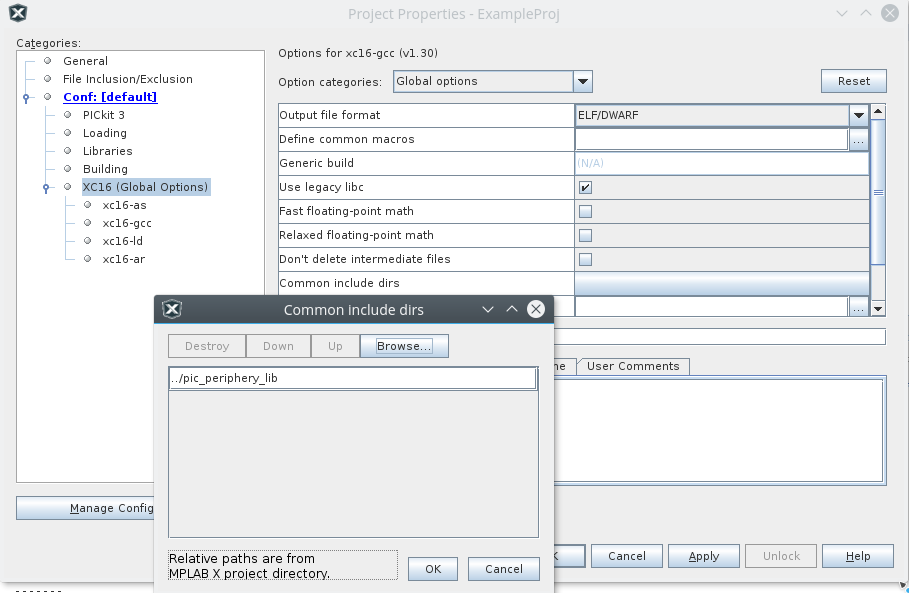 Project Properties - ExampleProj
Categories:
General
File Inclusion/Exclusion
Conf: [default]
PICkit 3
Loading
Libraries
Building
XC16 (Global Options)
xc16-as
xc16-gcc
xc16-ld
xc16-ar
Manage Config
Options for xc16-gcc (v1.30)
Option categories: Global options Reset
Output file format ELF/DWARF
Define common macros ...
Generic build (N/A)
Use legacy libc
Fast floating-point math
Relaxed floating-point math
Don't delete intermediate files
Common include dirs
...
User Comments
Common include dirs
Destroy Down Up Browse...
../pic_periphery_lib
Relative paths are from
MPLAB X project directory.
OK Cancel
Cancel Apply Unlock Help